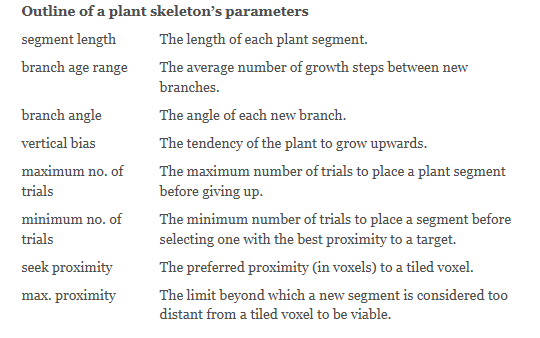 Outline of a plant skeleton’s parameters
segment length The length of each plant segment.
branch age range The average number of growth steps between new
branches.
branch angle The angle of each new branch.
vertical bias The tendency of the plant to grow upwards.
maximum no. of The maximum number of trials to place a plant segment
trials before giving up.
minimum no. of The minimum number of trials to place a segment before
trials selecting one with the best proximity to a target.
seek proximity The preferred proximity (in voxels) to a tiled voxel.
max. proximity The limit beyond which a new segment is considered too
distant from a tiled voxel to be viable.